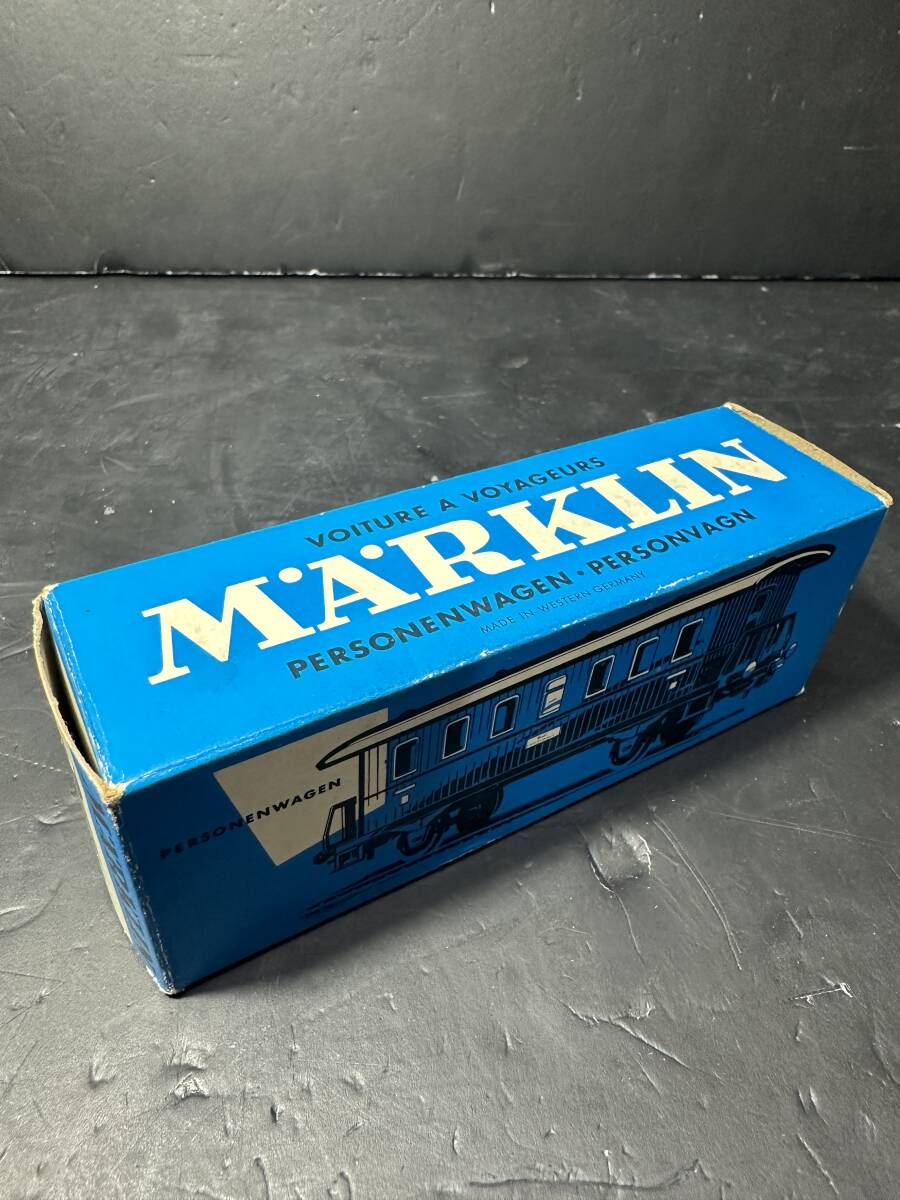 VOITURE A VOYAGEURS
MÄRKLIN
PERSONENWAGEN · PERSONVAGN
MADE IN WESTERN GERMANY
PERSONENWAGEN